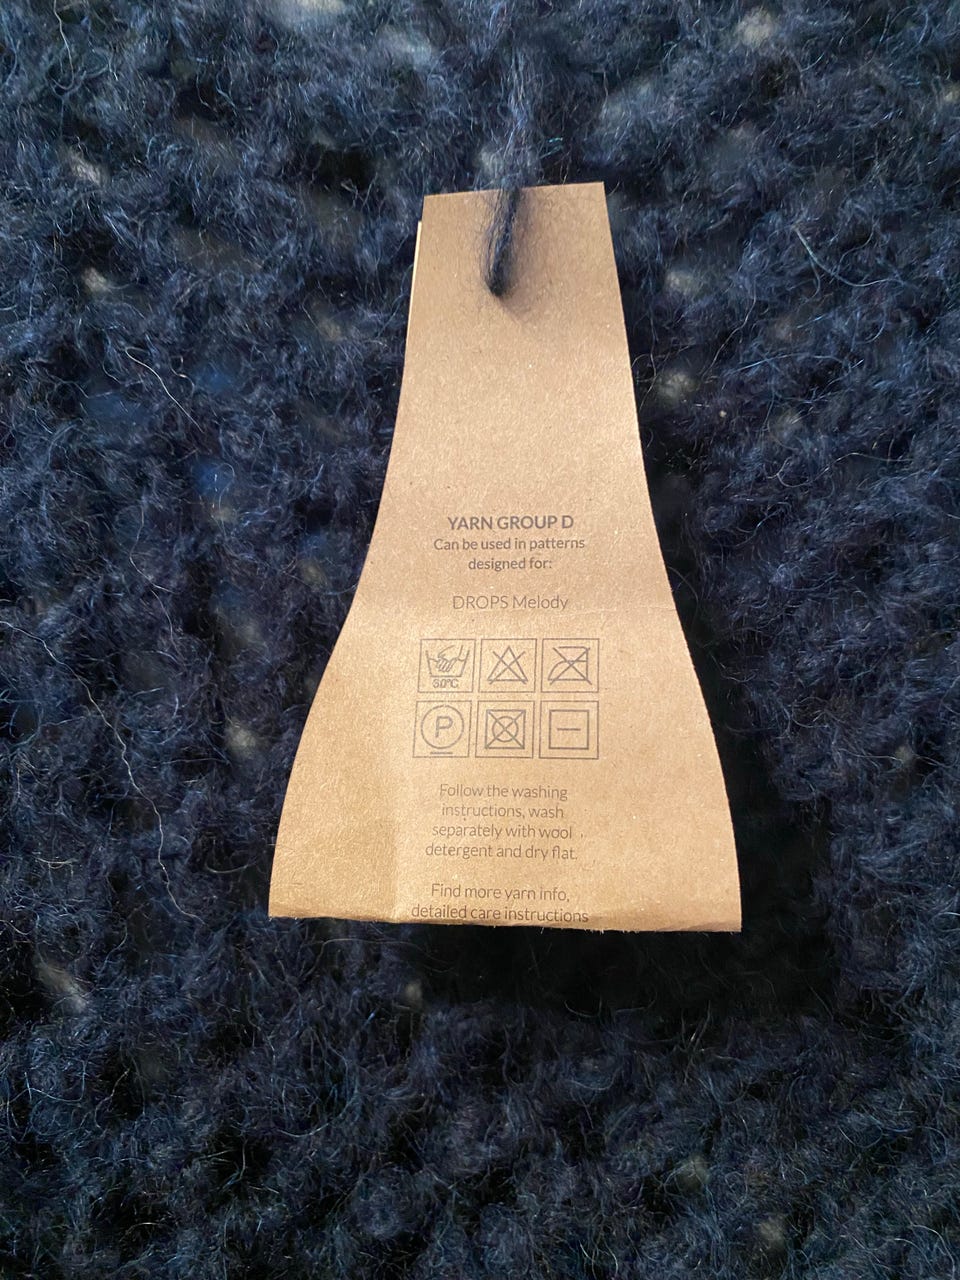 YARN GROUP D
Can be used in patterns
designed for:
DROPS Melody
30°C
P
Follow the washing
instructions, wash
separately with wool
detergent and dry flat.
Find more yarn info,
detailed care instructions